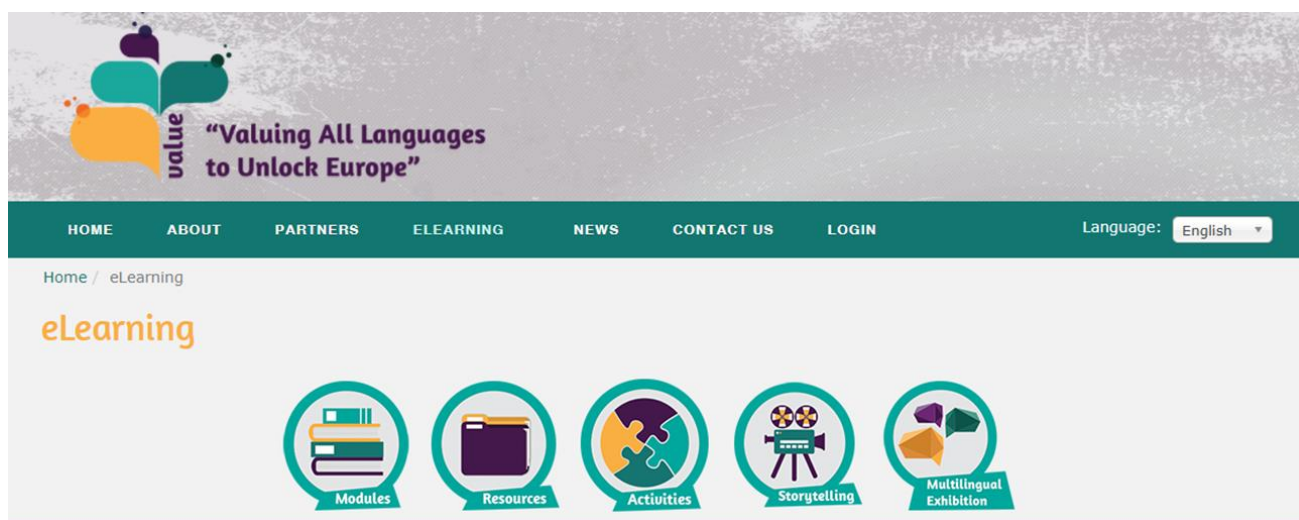 value
“Valuing All Languages
to Unlock Europe”
HOME ABOUT PARTNERS ELEARNING NEWS CONTACT US LOGIN Language: English
Home / eLearning
eLearning
Modules
Resources
Activities
Storytelling
Multilingual
Exhibition